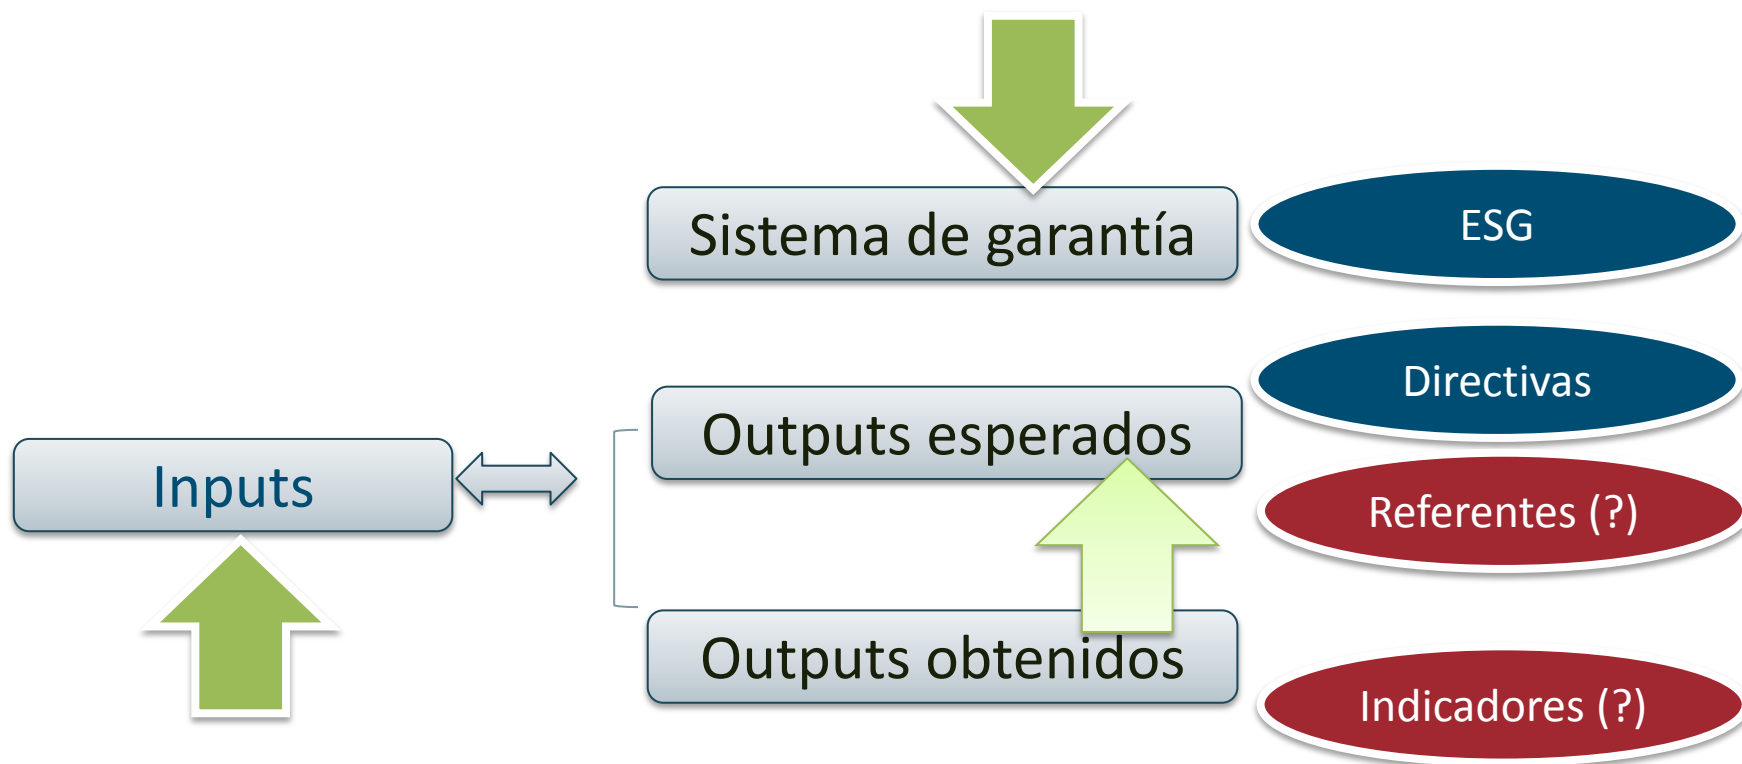 Sistema de garantía
ESG
Directivas
Outputs esperados
Inputs
Referentes (?)
Outputs obtenidos
Indicadores (?)